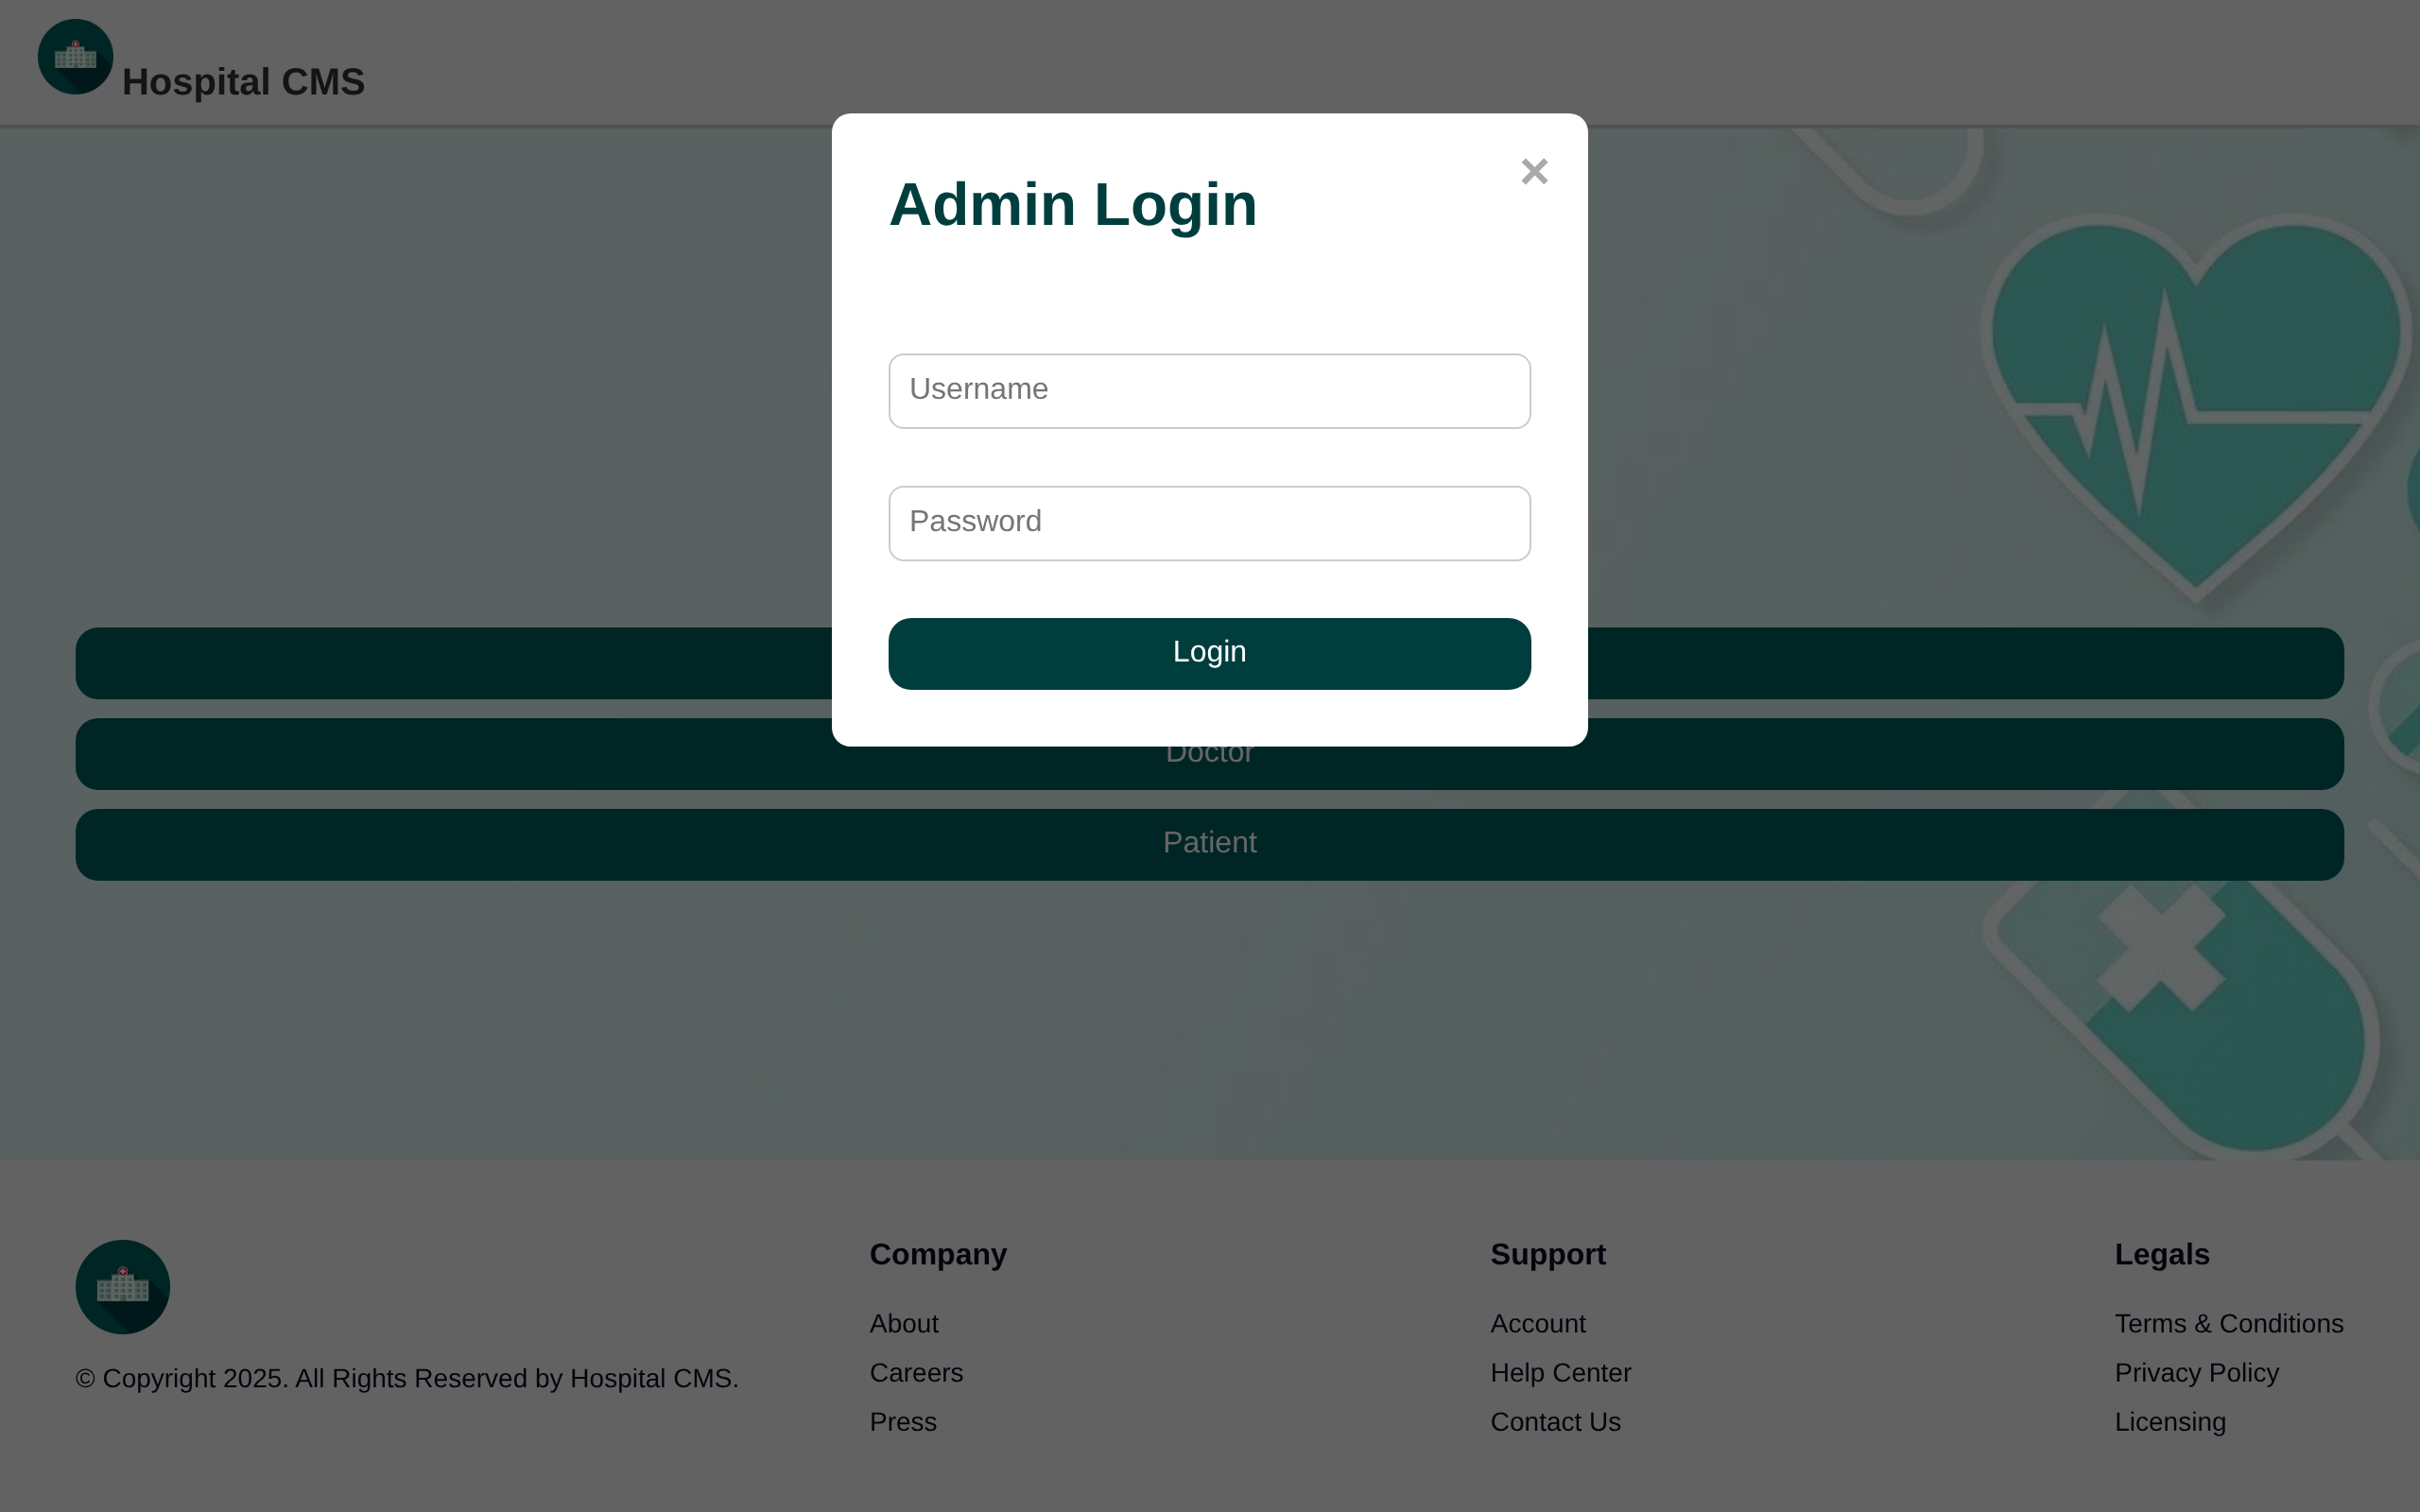 Hospital CMS
×
Admin Login
Username
Password
Login
Doctor
Patient
Company
About
Careers
Press
Support
Account
Help Center
Contact Us
Legals
Terms & Conditions
Privacy Policy
Licensing
© Copyright 2025. All Rights Reserved by Hospital CMS.